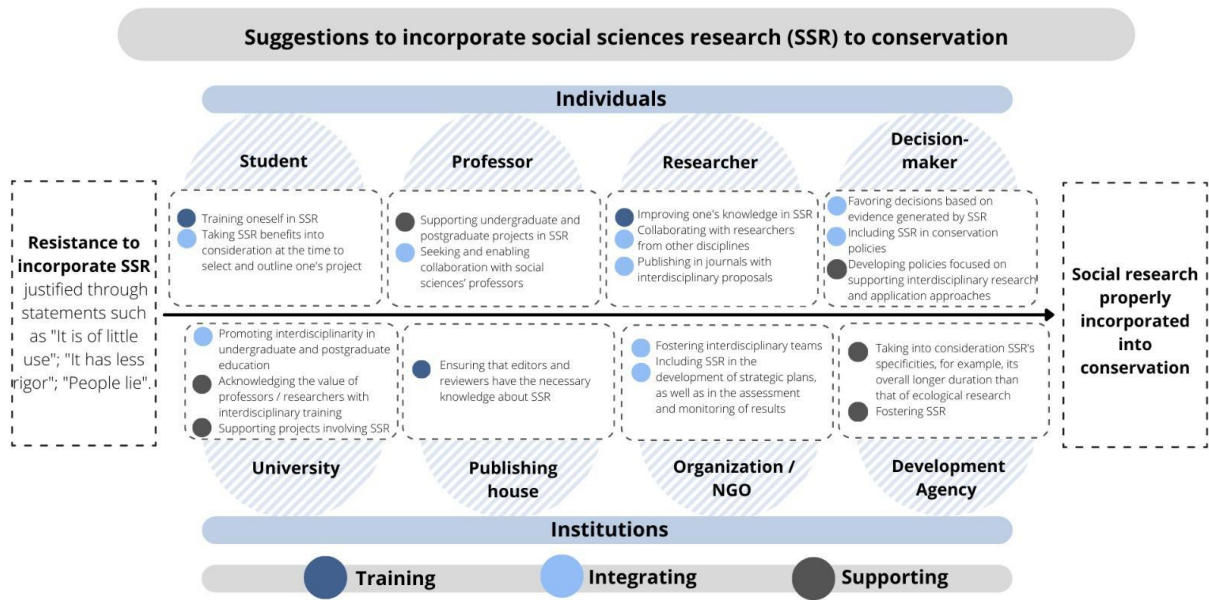 Suggestions to incorporate social sciences research (SSR) to conservation
Individuals
Student
Professor
Researcher
Decision-
maker
Resistance to
incorporate SSR
justified through
statements such
as "It is of little
use"; "It has less
rigor"; "People lie".
Training oneself in SSR
Taking SSR benefits into
consideration at the time to
select and outline one's project
Supporting undergraduate and
postgraduate projects in SSR
Seeking and enabling
collaboration with social
sciences' professors
Improving one's knowledge in SSR
Collaborating with researchers
from other disciplines
Publishing in journals with
interdisciplinary proposals
Favoring decisions based on
evidence generated by SSR
Including SSR in conservation
policies
Developing policies focused on
supporting interdisciplinary research
and application approaches
Social research
properly
incorporated
into
conservation
Promoting interdisciplinarity in
undergraduate and postgraduate
education
Acknowledging the value of
professors / researchers with
interdisciplinary training
Supporting projects involving SSR
Ensuring that editors and
reviewers have the necessary
knowledge about SSR
Fostering interdisciplinary teams
Including SSR in the
development of strategic plans,
as well as in the assessment
and monitoring of results
Taking into consideration SSR's
specificities, for example, its
overall longer duration than
that of ecological research
Fostering SSR
University
Publishing
house
Organization /
NGO
Development
Agency
Institutions
Training
Integrating
Supporting